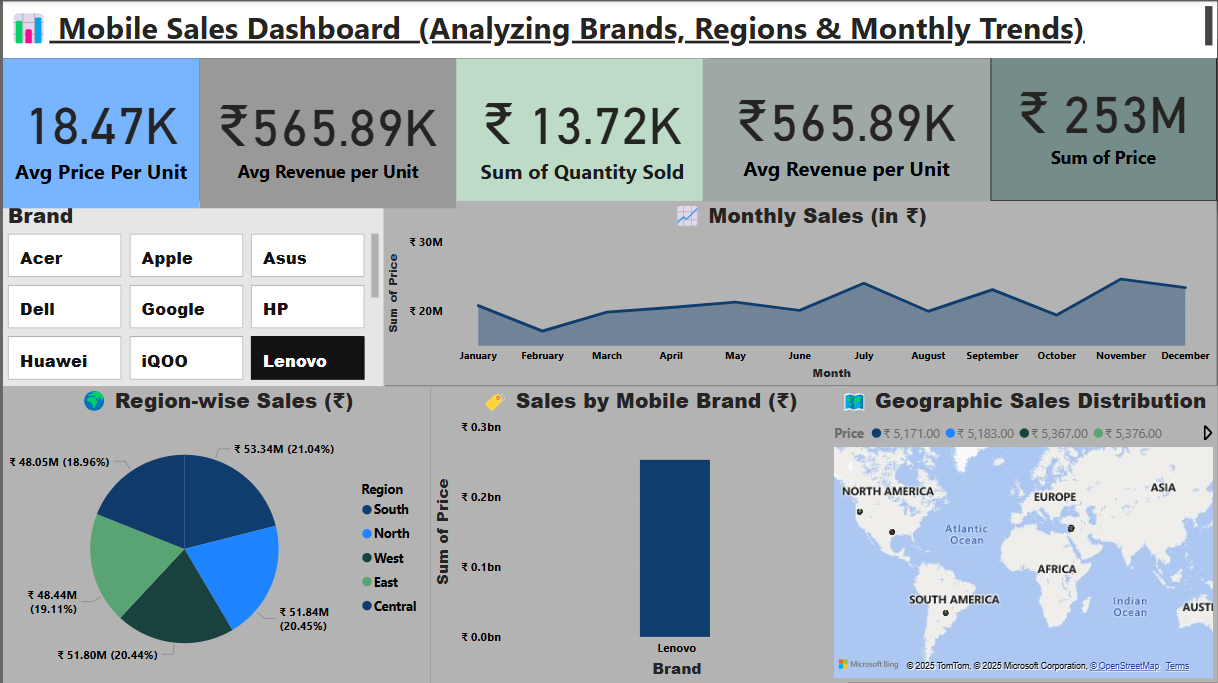 Mobile Sales Dashboard (Analyzing Brands, Regions & Monthly Trends)
18.47K
Avg Price Per Unit
₹565.89K
Avg Revenue per Unit
₹ 13.72K
Sum of Quantity Sold
₹565.89K
Avg Revenue per Unit
₹ 253M
Sum of Price
Brand
Acer
Apple
Asus
Dell
Google
HP
Huawei
iQOO
Lenovo
Monthly Sales (in ₹)
Sum of Price
₹ 30M
₹ 20M
January February March April May June July August September October November December
Month
Region-wise Sales (₹)
₹ 53.34M (21.04%)
₹ 48.05M (18.96%)
₹ 48.44M
(19.11%)
₹ 51.84M
(20.45%)
₹ 51.80M (20.44%)
Region
South
North
West
East
Central
Sales by Mobile Brand (₹)
Sum of Price
₹ 0.3bn
₹ 0.2bn
₹ 0.1bn
₹ 0.0bn
Lenovo
Brand
Geographic Sales Distribution
Price ₹ 5,171.00 ₹ 5,183.00 ₹ 5,367.00 ₹ 5,376.00
NORTH AMERICA
EUROPE
ASIA
Atlantic
Ocean
AFRICA
SOUTH AMERICA
Indian
Ocean
AUSTI
Microsoft Bing
© 2025 TomTom, © 2025 Microsoft Corporation, © OpenStreetMap Terms